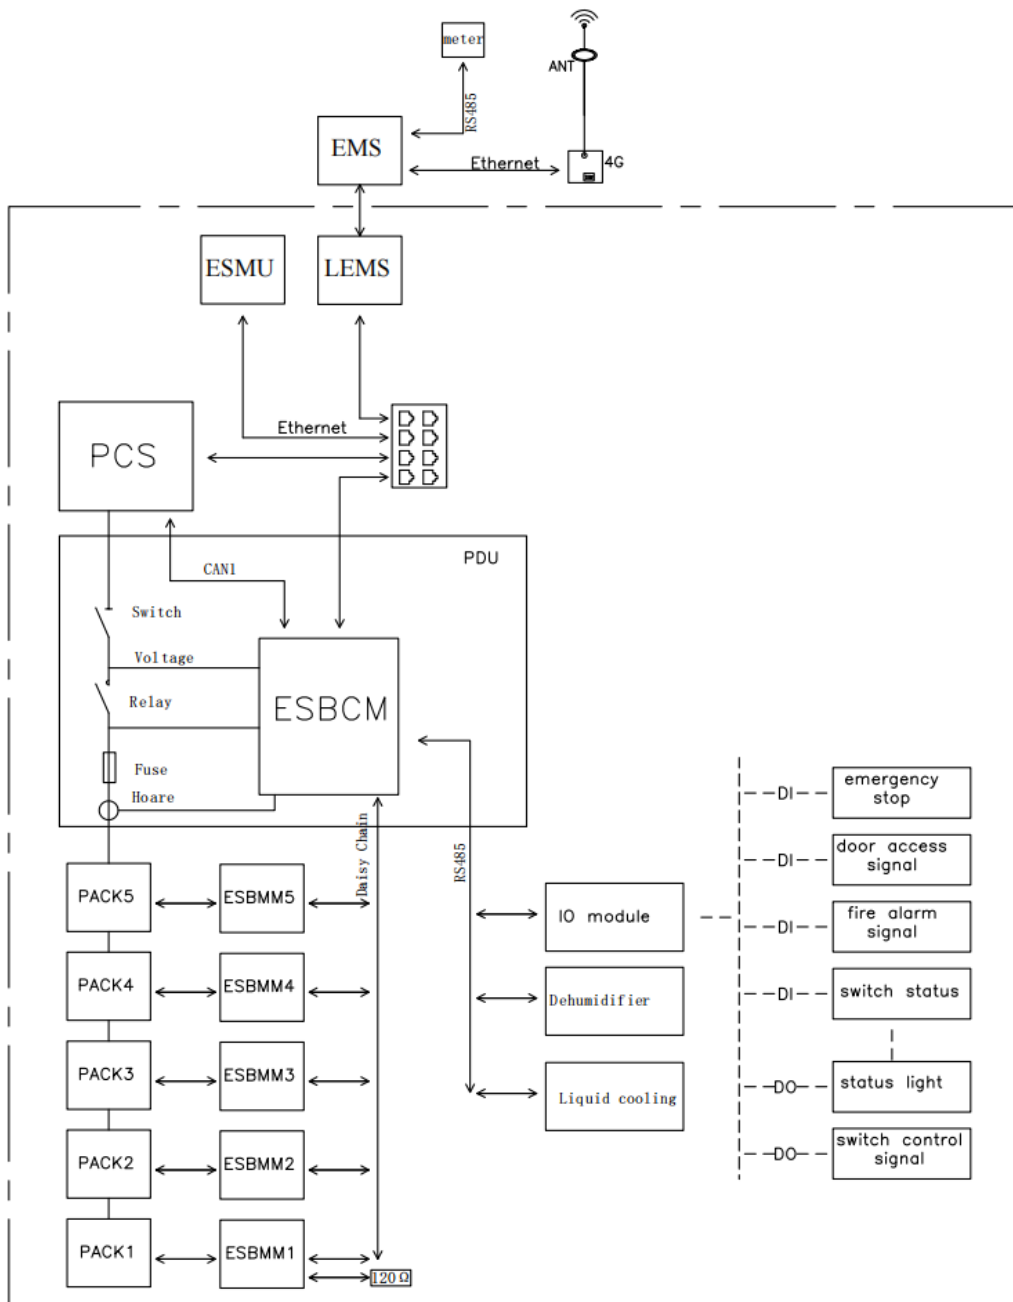 meter
ANT
RS485
EMS
Ethernet
4G
ESMU
LEMS
Ethernet
PCS
PDU
CAN1
Switch
Voltage
Relay
ESBCM
Fuse
Hoare
Daisy Chain
RS485
PACK5
ESBMM5
PACK4
ESBMM4
PACK3
ESBMM3
PACK2
ESBMM2
PACK1
ESBMM1
120Ω
IO module
Dehumidifier
Liquid cooling
DI
emergency
stop
DI
door access
signal
DI
fire alarm
signal
DI
switch status
DO
status light
DO
switch control
signal